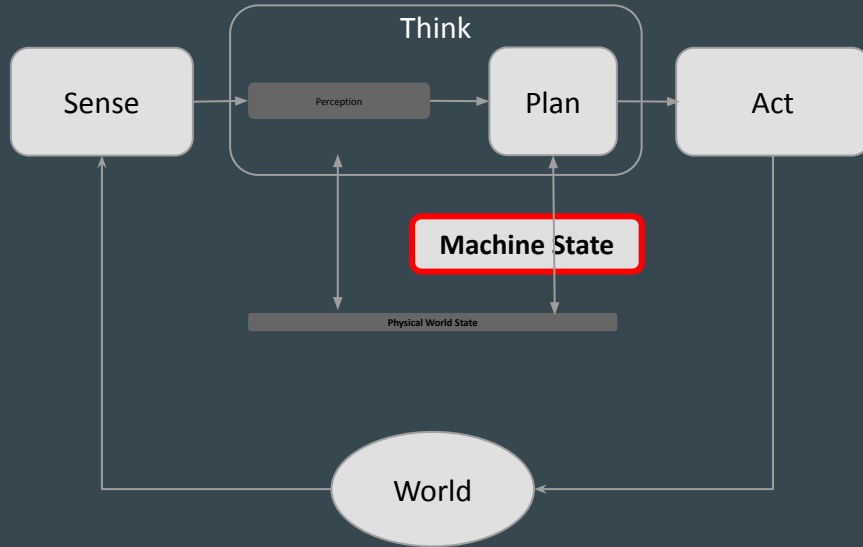 Think
Sense
Perception
Plan
Act
Machine State
Physical World State
World